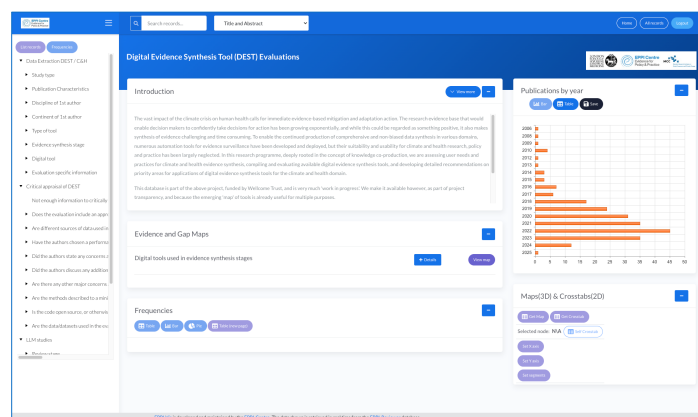 EPPI Centre
Search records...
Title and Abstract
Home
All records
Logout
Get records
Frequencies
Data Extraction DEST / C&H
Study type
Publication Characteristics
Discipline of 1st author
Continent of 1st author
Type of tool
Evidence synthesis stage
Digital tool
Evaluation-specific information
Critical appraisal of DEST
Not enough information to critically
Does the evaluation include an appro
Are different sources of data used in
Have the authors chosen a performa
Did the authors state any concerns o
Did the authors discuss any addition
Are there any other major concerns
Are the methods described to a mini
Is the code open source, or otherwis
Are the data/datasets used in the eva
LLM studies
Digital Evidence Synthesis Tool (DEST) Evaluations
EPPI Centre
Introduction
View more
The vast impact of the climate crisis on human health calls for immediate evidence based mitigation and adaptation action. The research evidence base that would
enable decision makers to confidently take decisions for action has been growing exponentially, and while this could be regarded as something positive, it also makes
synthesis of evidence challenging and time consuming. To enable the continued production of comprehensive and non-biased data synthesis in various domains,
numerous automation tools for evidence surveillance have been developed and deployed, but their suitability and usability for climate and health research, policy
and practice has been largely neglected. In this research programme, deeply rooted in the concept of knowledge co-production, we are assessing user needs and
practices for climate and health evidence synthesis, compiling and evaluating available digital evidence synthesis tools, and developing detailed recommendations on
priority areas for applications of digital evidence synthesis tools for the climate and health domain.
This database is part of the above project, funded by Wellcome Trust, and is very much 'work in progress'. We make it available however, as part of project
transparency, and because the emerging 'map' of tools is already useful for multiple purposes.
Evidence and Gap Maps
Digital tools used in evidence synthesis stages
+ Details
View map
Frequencies
Table
Bar
Pie
Table (new page)
Publications by year
Bar
Table
Save
2006
2008
2009
2010
2012
2013
2014
2015
2016
2017
2018
2019
2020
2021
2022
2023
2024
2025
0 5 10 15 20 25 30 35 40 45 50
Maps(3D) & Crosstabs(2D)
Get Map
Get Crosstab
Selected node: N\A
Get Crosstab
Set X axis
Set Y axis
Set segments